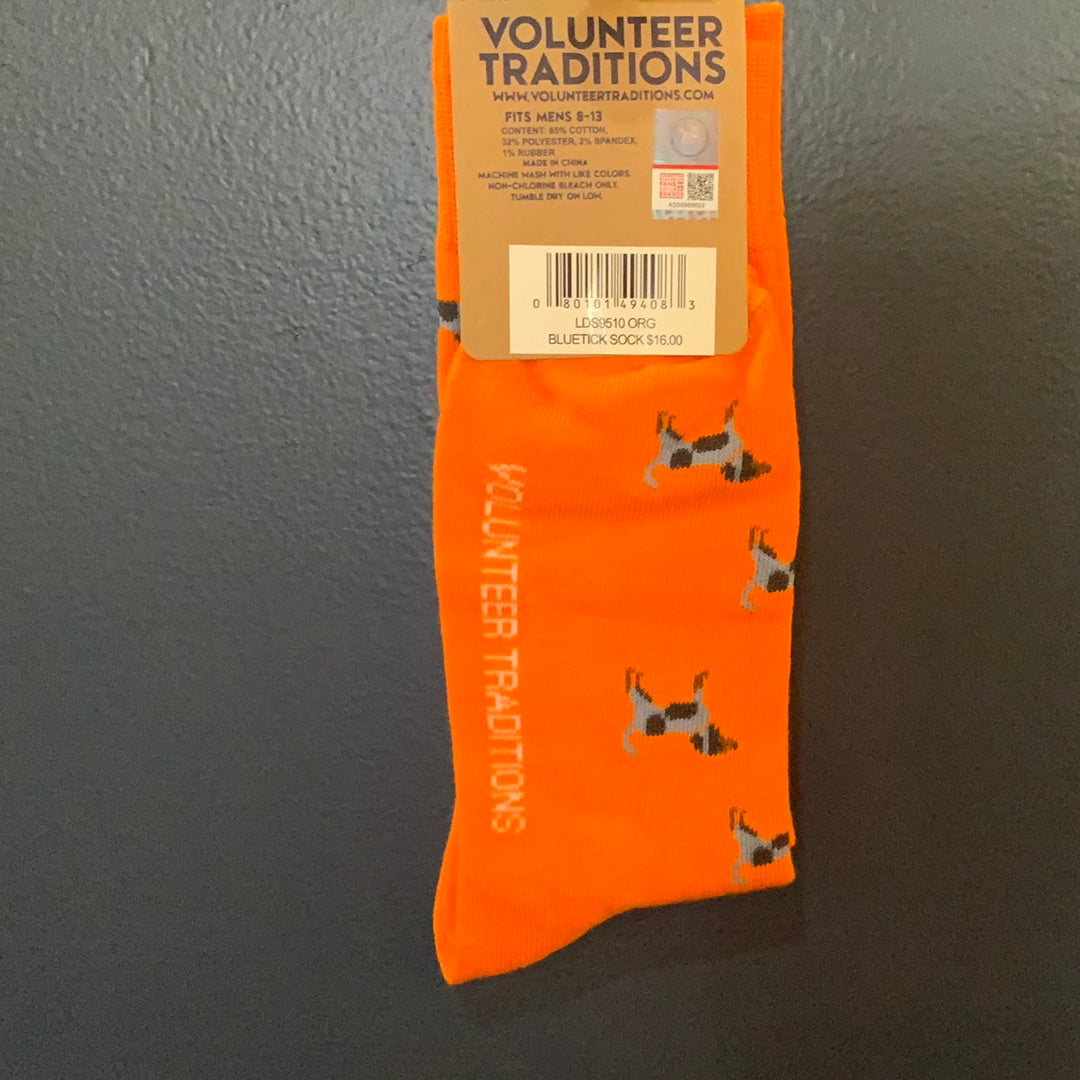 VOLUNTEER
TRADITIONS
WWW.VOLUNTEERTRADITIONS.COM
FITS MENS 8-13
CONTENT: 65% COTTON,
32% POLYESTER, 2% SPANDEX,
1% RUBBER
MADE IN CHINA
MACHINE WASH WITH LIKE COLORS.
NON-CHLORINE BLEACH ONLY.
TUMBLE DRY ON LOW.
0 80101 49408 3
LDS9510 ORG
BLUETICK SOCK $16.00
VOLUNTEER TRADITIONS